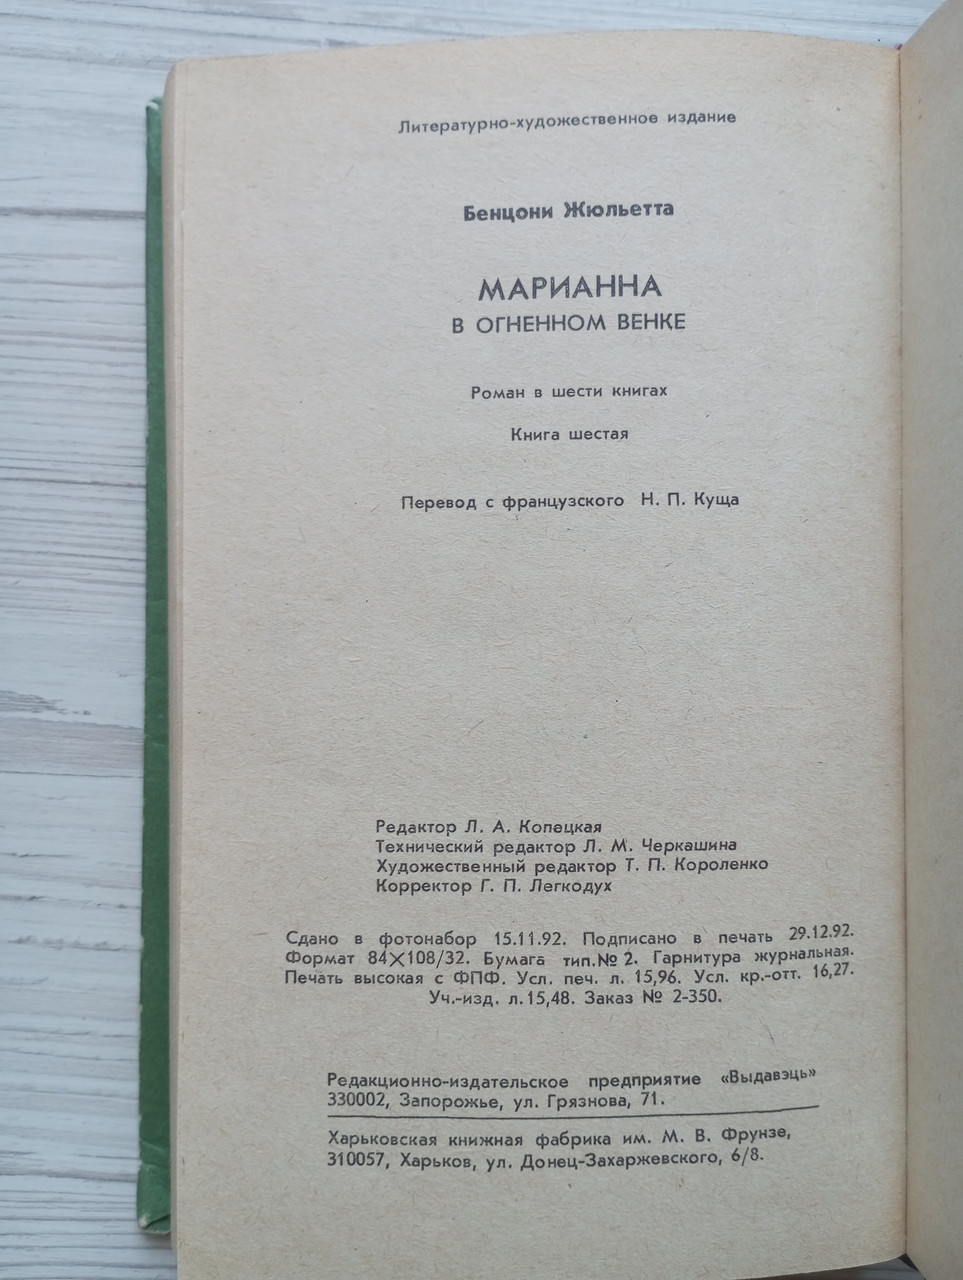 Литературно-художественное издание
Бенцони Жюльетта
МАРИАННА
В ОГНЕННОМ ВЕНКЕ
Роман в шести книгах
Книга шестая
Перевод с французского Н. П. Куща
Редактор Л. А. Копецкая
Технический редактор Л. М. Черкашина
Художественный редактор Т. П. Короленко
Корректор Г. П. Легкодух
Сдано в фотонабор 15.11.92. Подписано в печать 29.12.92.
Формат 84×108/32. Бумага тип.№ 2. Гарнитура журнальная.
Печать высокая с ФПФ. Усл. печ. л. 15,96. Усл. кр.-отт. 16,27.
Уч.-изд. л.15,48. Заказ № 2-350.
Редакционно-издательское предприятие «Выдавэць»
330002, Запорожье, ул. Грязнова, 71.
Харьковская книжная фабрика им. М. В. Фрунзе,
310057, Харьков, ул. Донец-Захаржевского, 6/8.